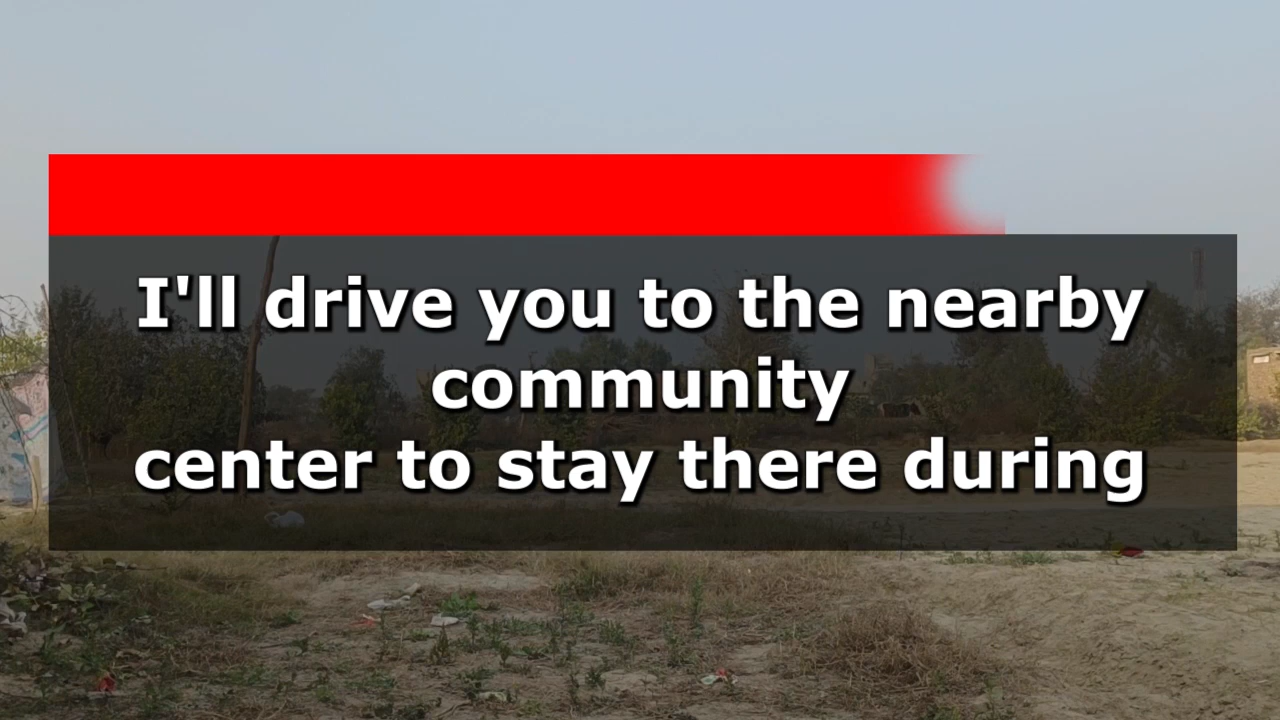 I'll drive you to the nearby
community
center to stay there during